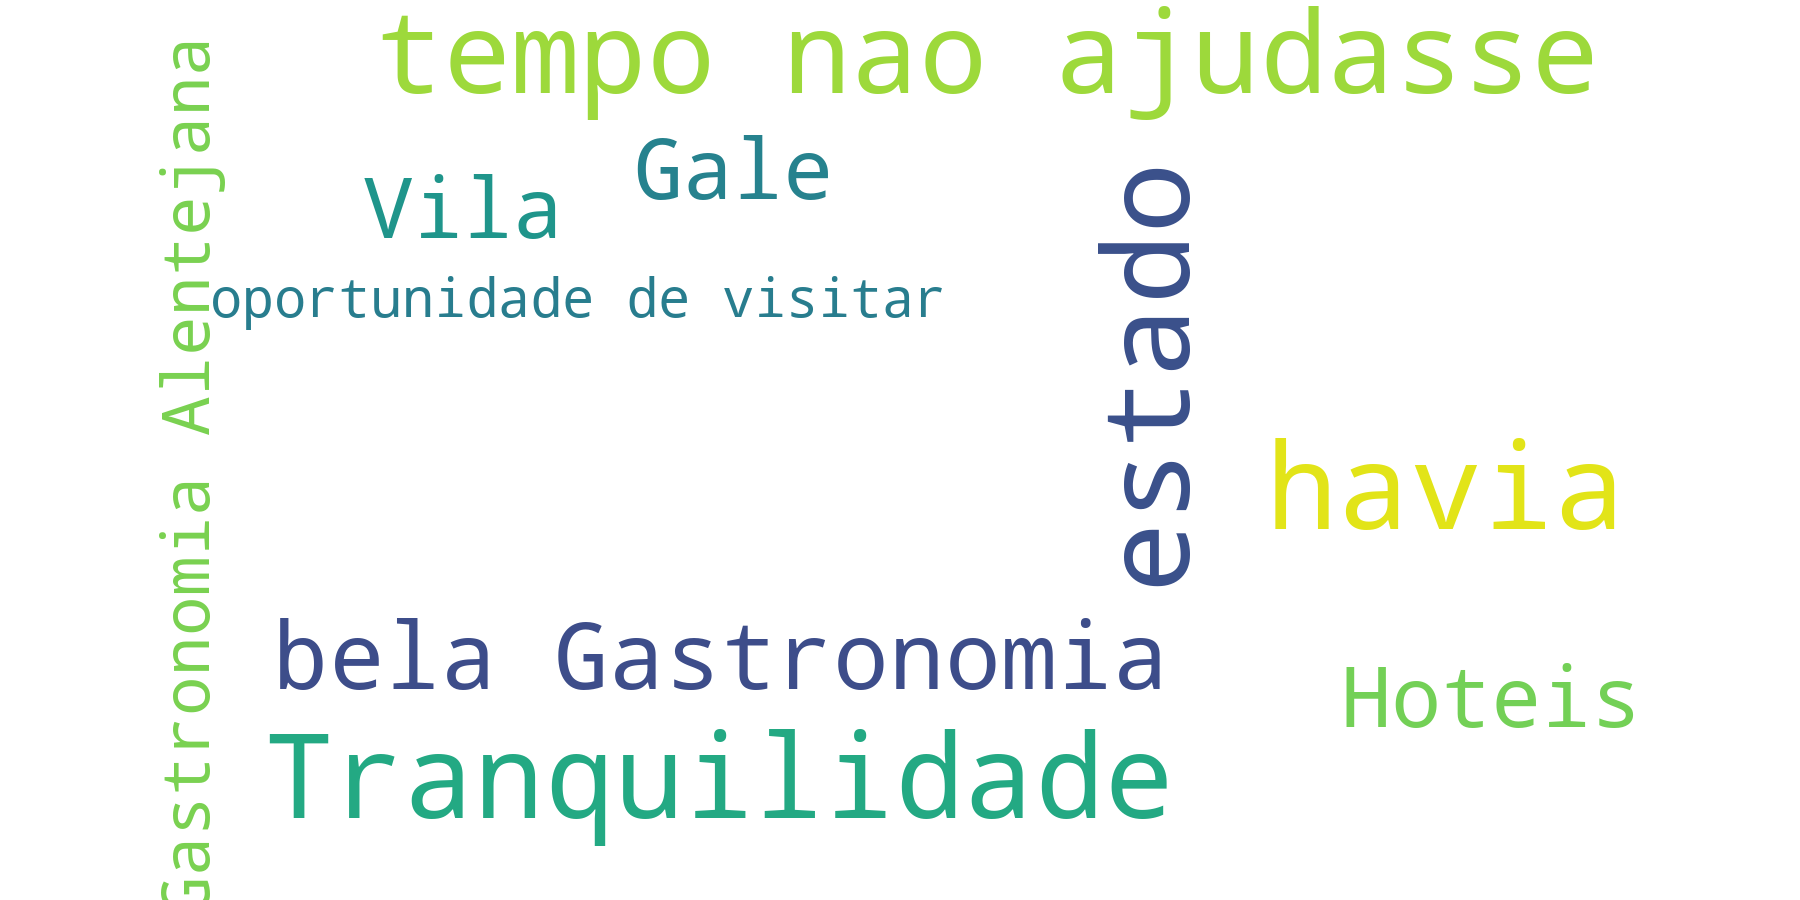 tempo nao ajudasse
Gale
Vila
oportunidade de visitar
estado
Gastronomia Alentejana
havia
bela Gastronomia
Hoteis
Tranquilidade